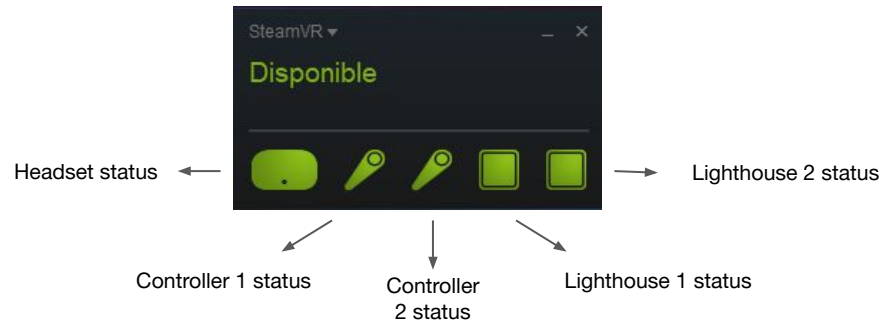 SteamVR
Disponible
Headset status
Lighthouse 2 status
Controller 1 status
Controller
2 status
Lighthouse 1 status